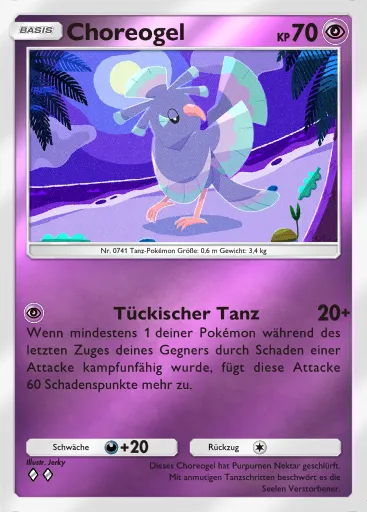 BASIS Choreogel KP 70
Nr. 0741 Tanz-Pokémon Größe: 0,6 m Gewicht: 3,4 kg
Tückischer Tanz 20+
Wenn mindestens 1 deiner Pokémon während des
letzten Zuges deines Gegners durch Schaden einer
Attacke kampfunfähig wurde, fügt diese Attacke
60 Schadenspunkte mehr zu.
Schwäche +20 Rückzug
Illustr. Jerky
Dieses Choreogel hat Purpurnen Nektar geschlürft.
Mit anmutigen Tanzschritten beschwört es die
Seelen Verstorbener.